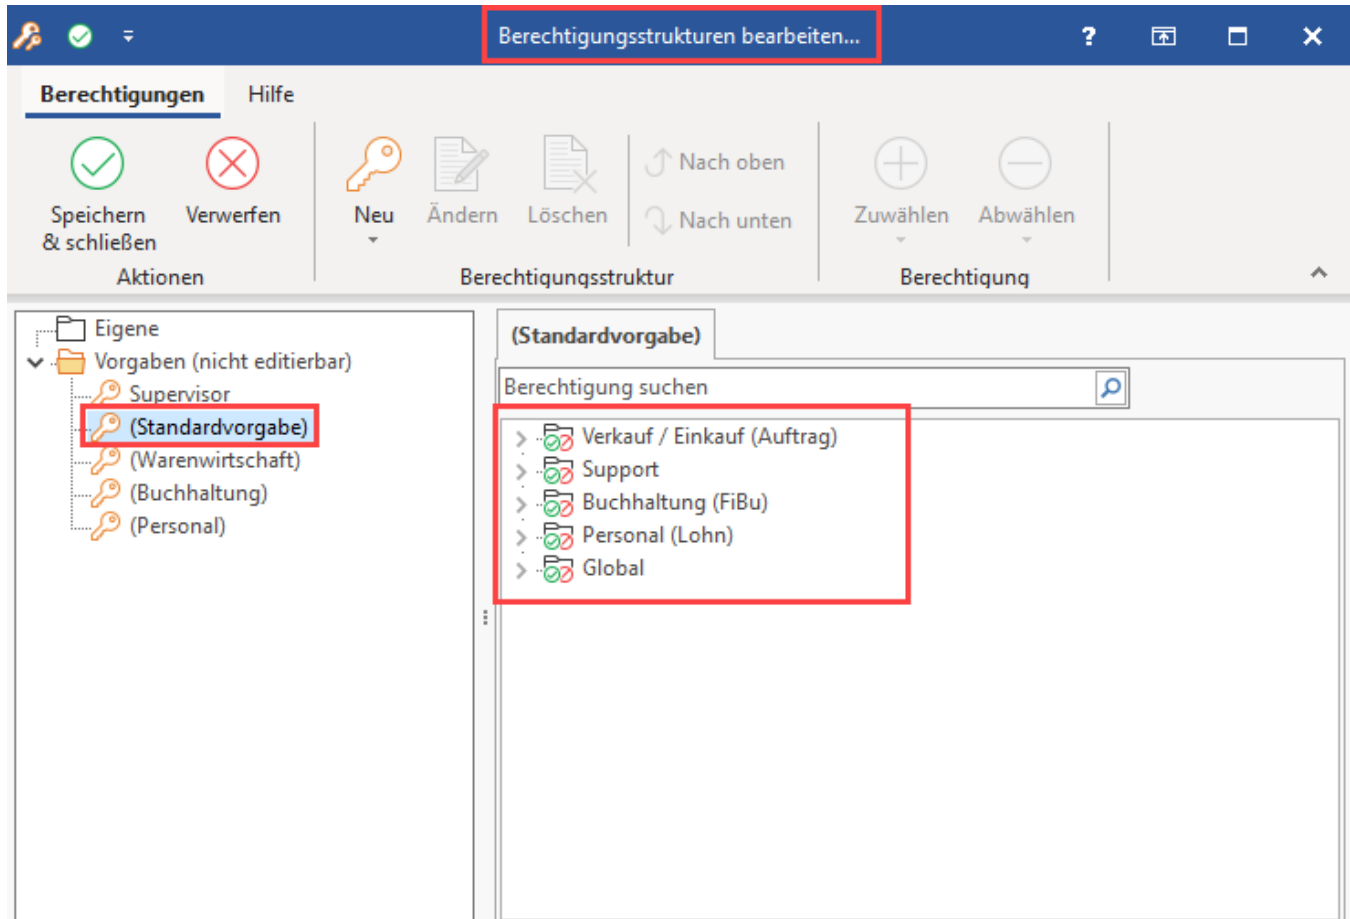 Berechtigungsstrukturen bearbeiten...
?
Berechtigungen Hilfe
Speichern & schließen
Verwerfen
Neu
Ändern
Löschen
Nach oben
Nach unten
Zuwählen
Abwählen
Aktionen
Berechtigungsstruktur
Berechtigung
Eigene
Vorgaben (nicht editierbar)
Supervisor
(Standardvorgabe)
(Warenwirtschaft)
(Buchhaltung)
(Personal)
(Standardvorgabe)
Berechtigung suchen
Verkauf / Einkauf (Auftrag)
Support
Buchhaltung (FiBu)
Personal (Lohn)
Global